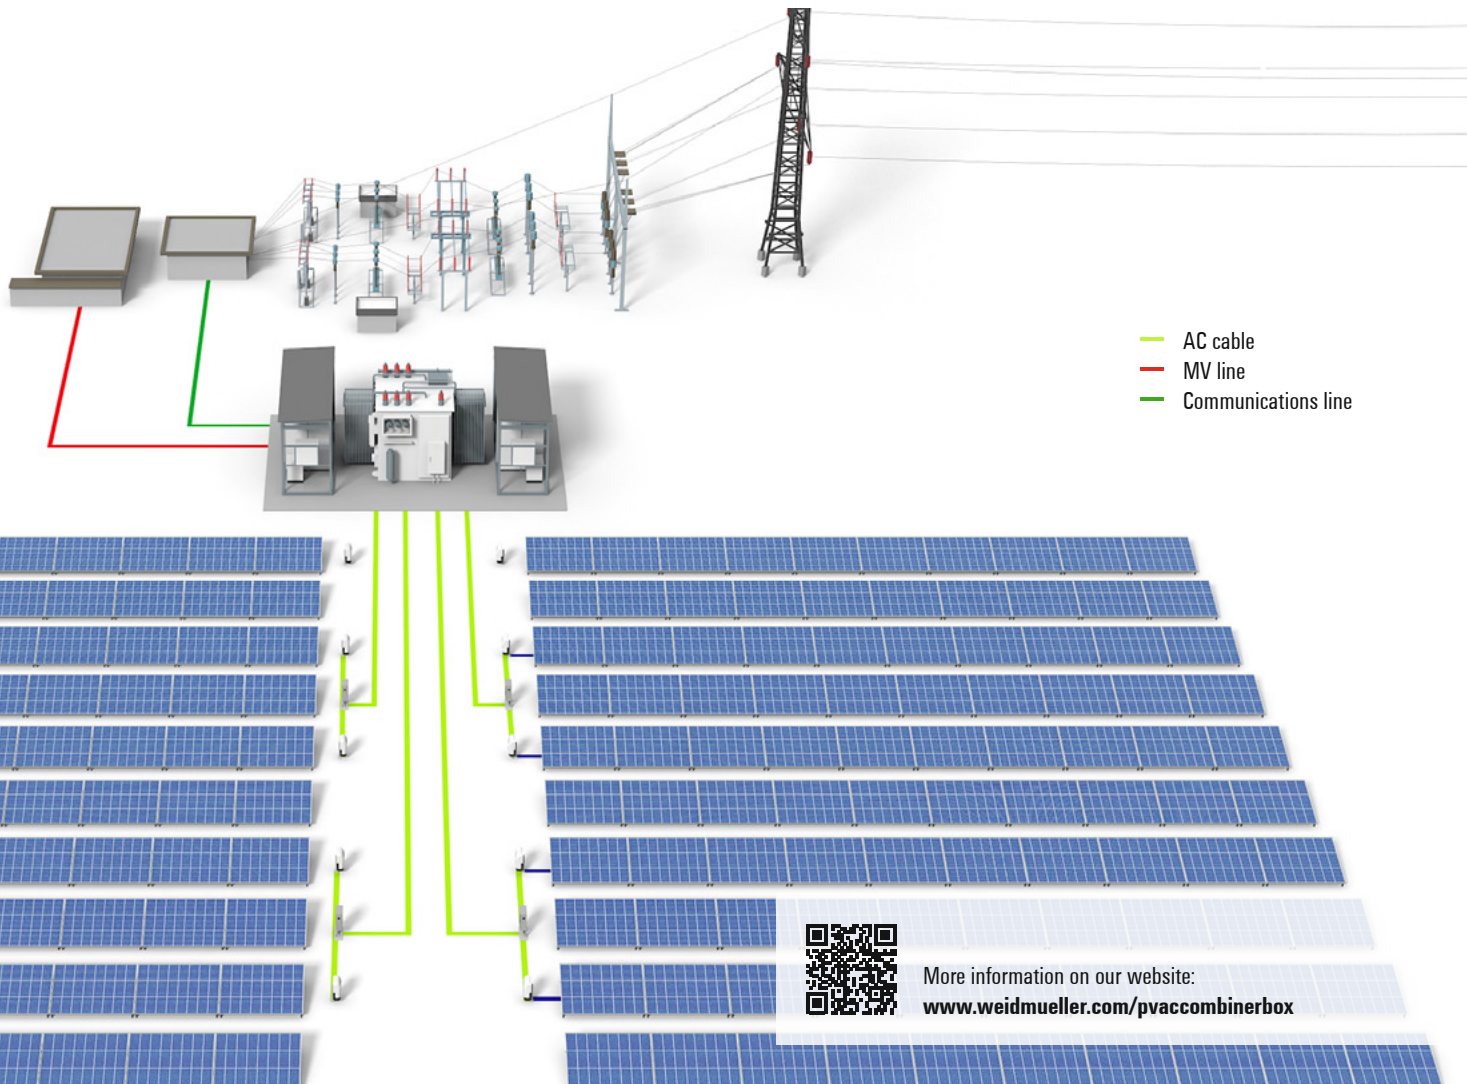 AC cable
MV line
Communications line
More information on our website:
www.weidmueller.com/pvaccombinerbox